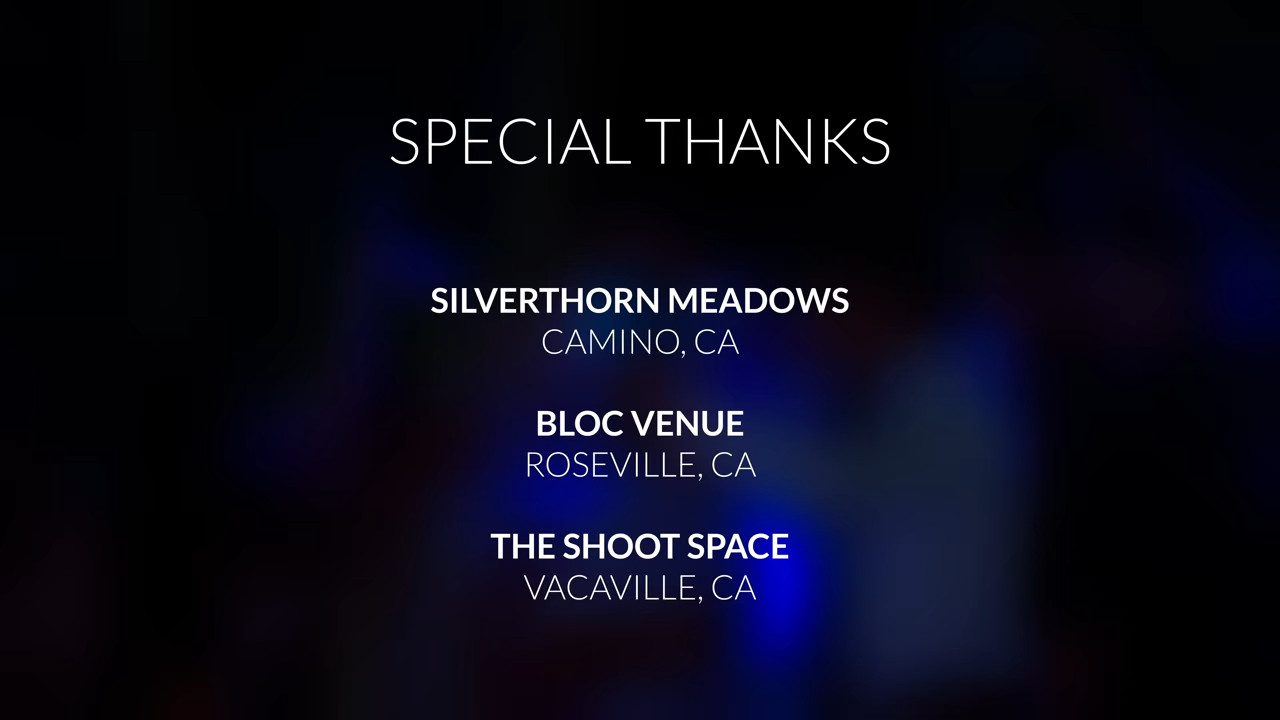 SPECIAL THANKS
SILVERTHORN MEADOWS
CAMINO, CA
BLOC VENUE
ROSEVILLE, CA
THE SHOOT SPACE
VACAVILLE, CA